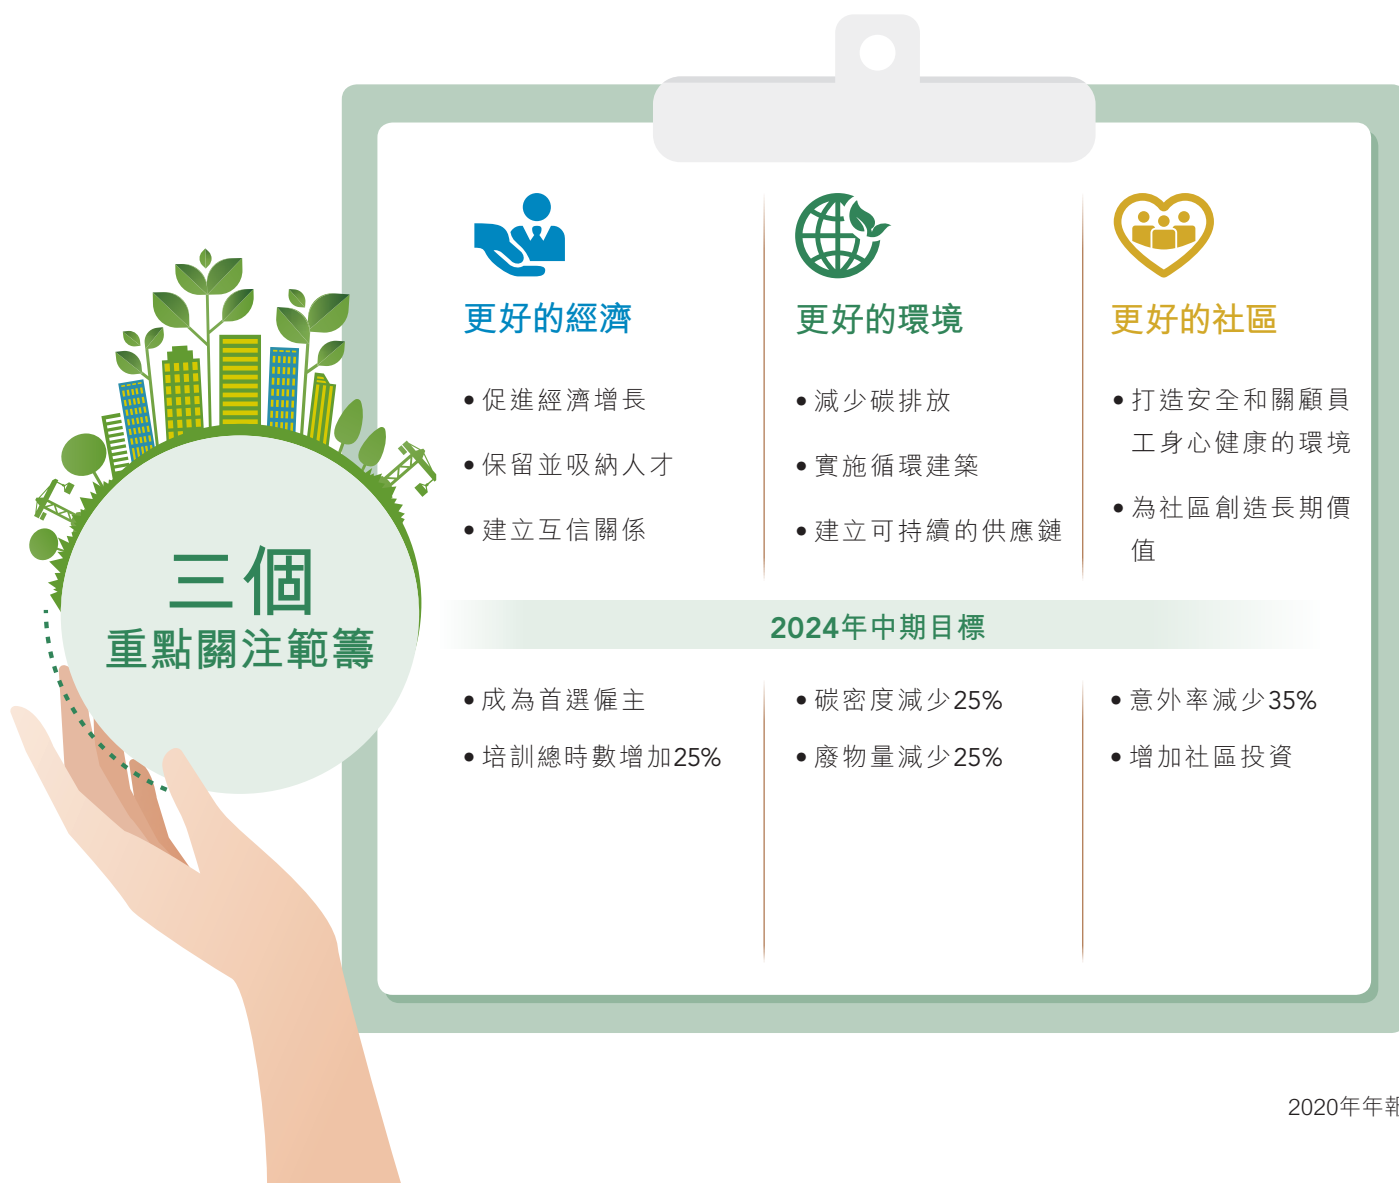 三個
重點關注範籌
更好的經濟
• 促進經濟增長
• 保留並吸納人才
• 建立互信關係
更好的環境
• 減少碳排放
• 實施循環建築
• 建立可持續的供應鏈
更好的社區
• 打造安全和關顧員
工身心健康的環境
• 為社區創造長期價
值
2024年中期目標
• 成為首選僱主
• 培訓總時數增加25%
• 碳密度減少25%
• 廢物量減少25%
• 意外率減少35%
• 增加社區投資
2020年年報